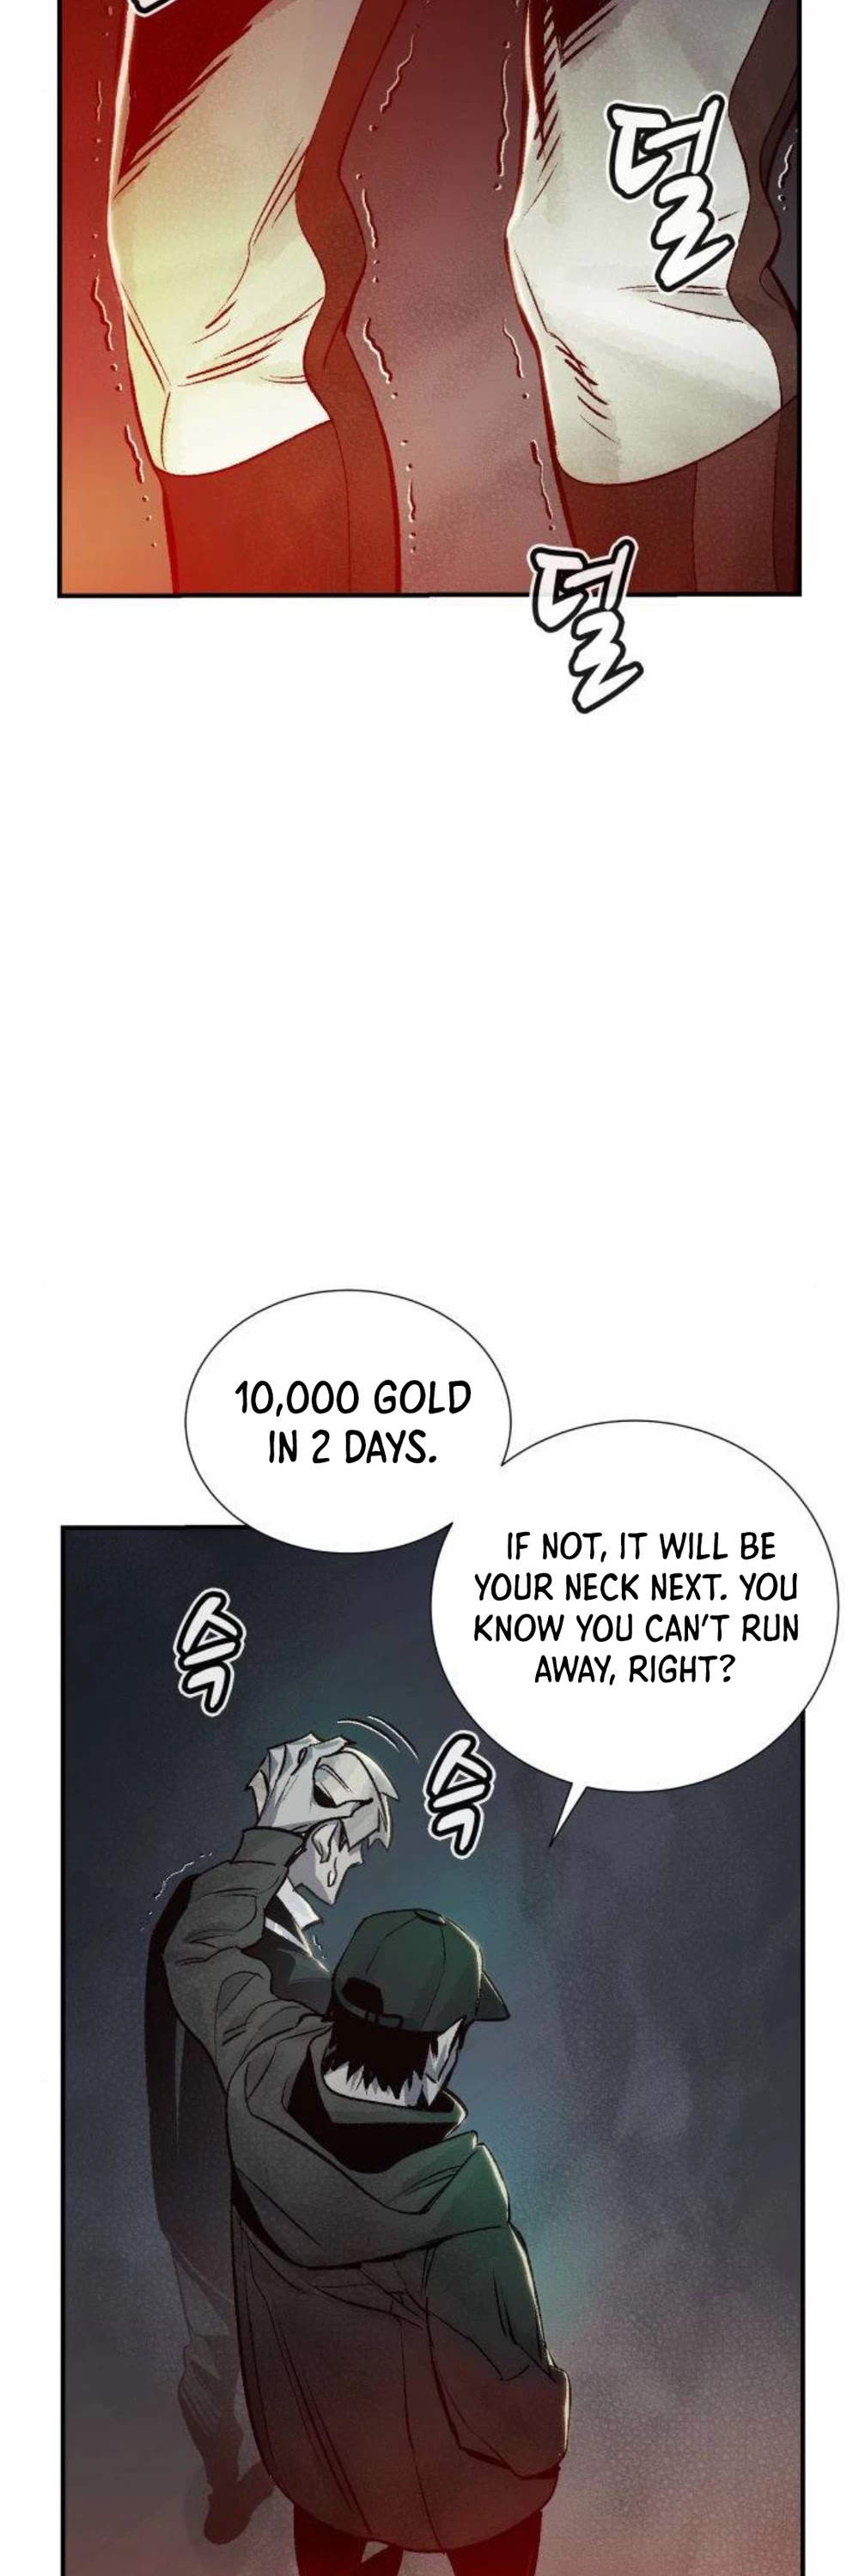 덜
덜
10,000 GOLD
IN 2 DAYS.
IF NOT, IT WILL BE
YOUR NECK NEXT. YOU
KNOW YOU CAN'T RUN
AWAY, RIGHT?
슥
슥